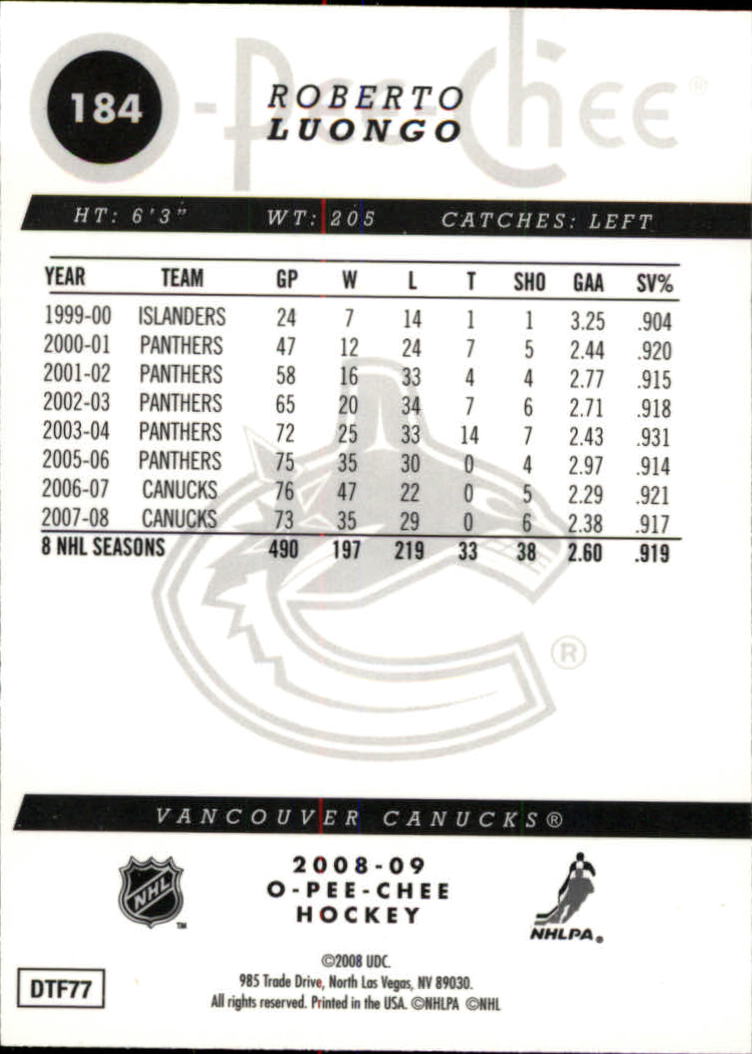 184
O-Pee-Chee®
ROBERTO
LUONGO
HT: 6'3" WT: 205 CATCHES: LEFT
YEAR TEAM GP W L T SHO GAA SV%
1999-00 ISLANDERS 24 7 14 1 1 3.25 .904
2000-01 PANTHERS 47 12 24 7 5 2.44 .920
2001-02 PANTHERS 58 16 33 4 4 2.77 .915
2002-03 PANTHERS 65 20 34 7 6 2.71 .918
2003-04 PANTHERS 72 25 33 14 7 2.43 .931
2005-06 PANTHERS 75 35 30 0 4 2.97 .914
2006-07 CANUCKS 76 47 22 0 5 2.29 .921
2007-08 CANUCKS 73 35 29 0 6 2.38 .917
8 NHL SEASONS 490 197 219 33 38 2.60 .919
®
VANCOUVER CANUCKS®
NHL ™
2008-09
O-PEE-CHEE
HOCKEY
NHLPA®
©2008 UDC.
985 Trade Drive, North Las Vegas, NV 89030.
All rights reserved. Printed in the USA. ©NHLPA ©NHL
DTF77